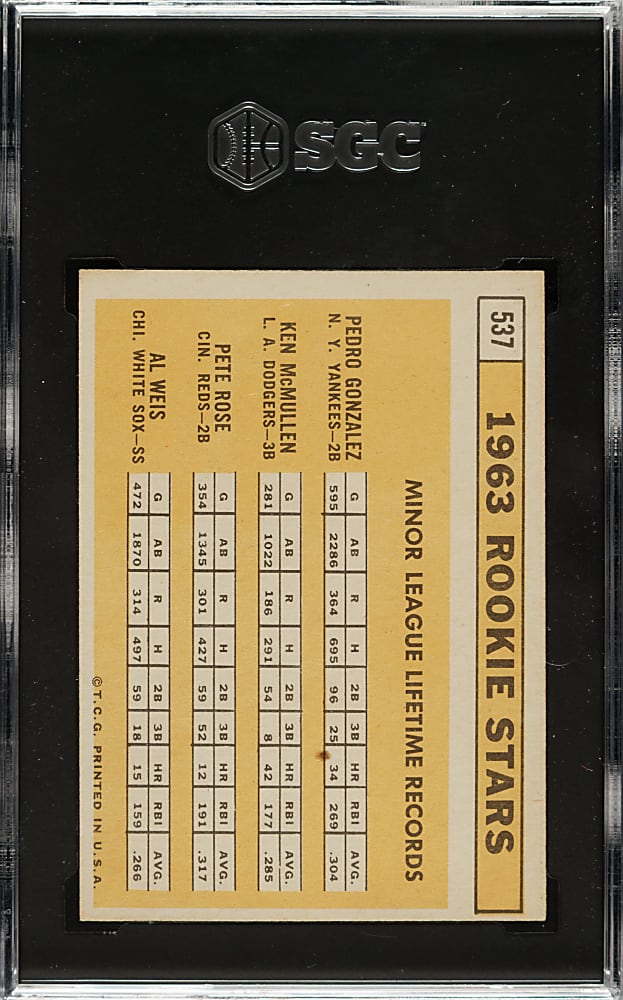 SGC
537
1963 ROOKIE STARS
MINOR LEAGUE LIFETIME RECORDS
PEDRO GONZALEZ
N. Y. YANKEES—2B
G AB R H 2B 3B HR RBI AVG.
595 2286 364 695 96 25 34 269 .304
KEN McMULLEN
L. A. DODGERS—3B
G AB R H 2B 3B HR RBI AVG.
281 1022 186 291 54 8 42 177 .285
PETE ROSE
CIN. REDS—2B
G AB R H 2B 3B HR RBI AVG.
354 1345 301 427 59 52 12 191 .317
AL WEIS
CHI. WHITE SOX—SS
G AB R H 2B 3B HR RBI AVG.
472 1870 314 497 59 18 15 159 .266
©T.C.G. PRINTED IN U.S.A.